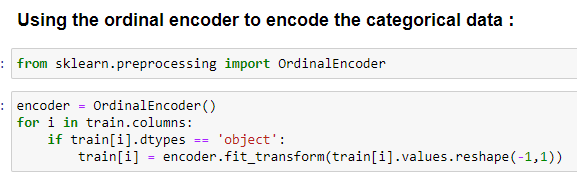 Using the ordinal encoder to encode the categorical data :
: from sklearn.preprocessing import OrdinalEncoder
: encoder = OrdinalEncoder()
for i in train.columns:
    if train[i].dtypes == 'object':
        train[i] = encoder.fit_transform(train[i].values.reshape(-1,1))